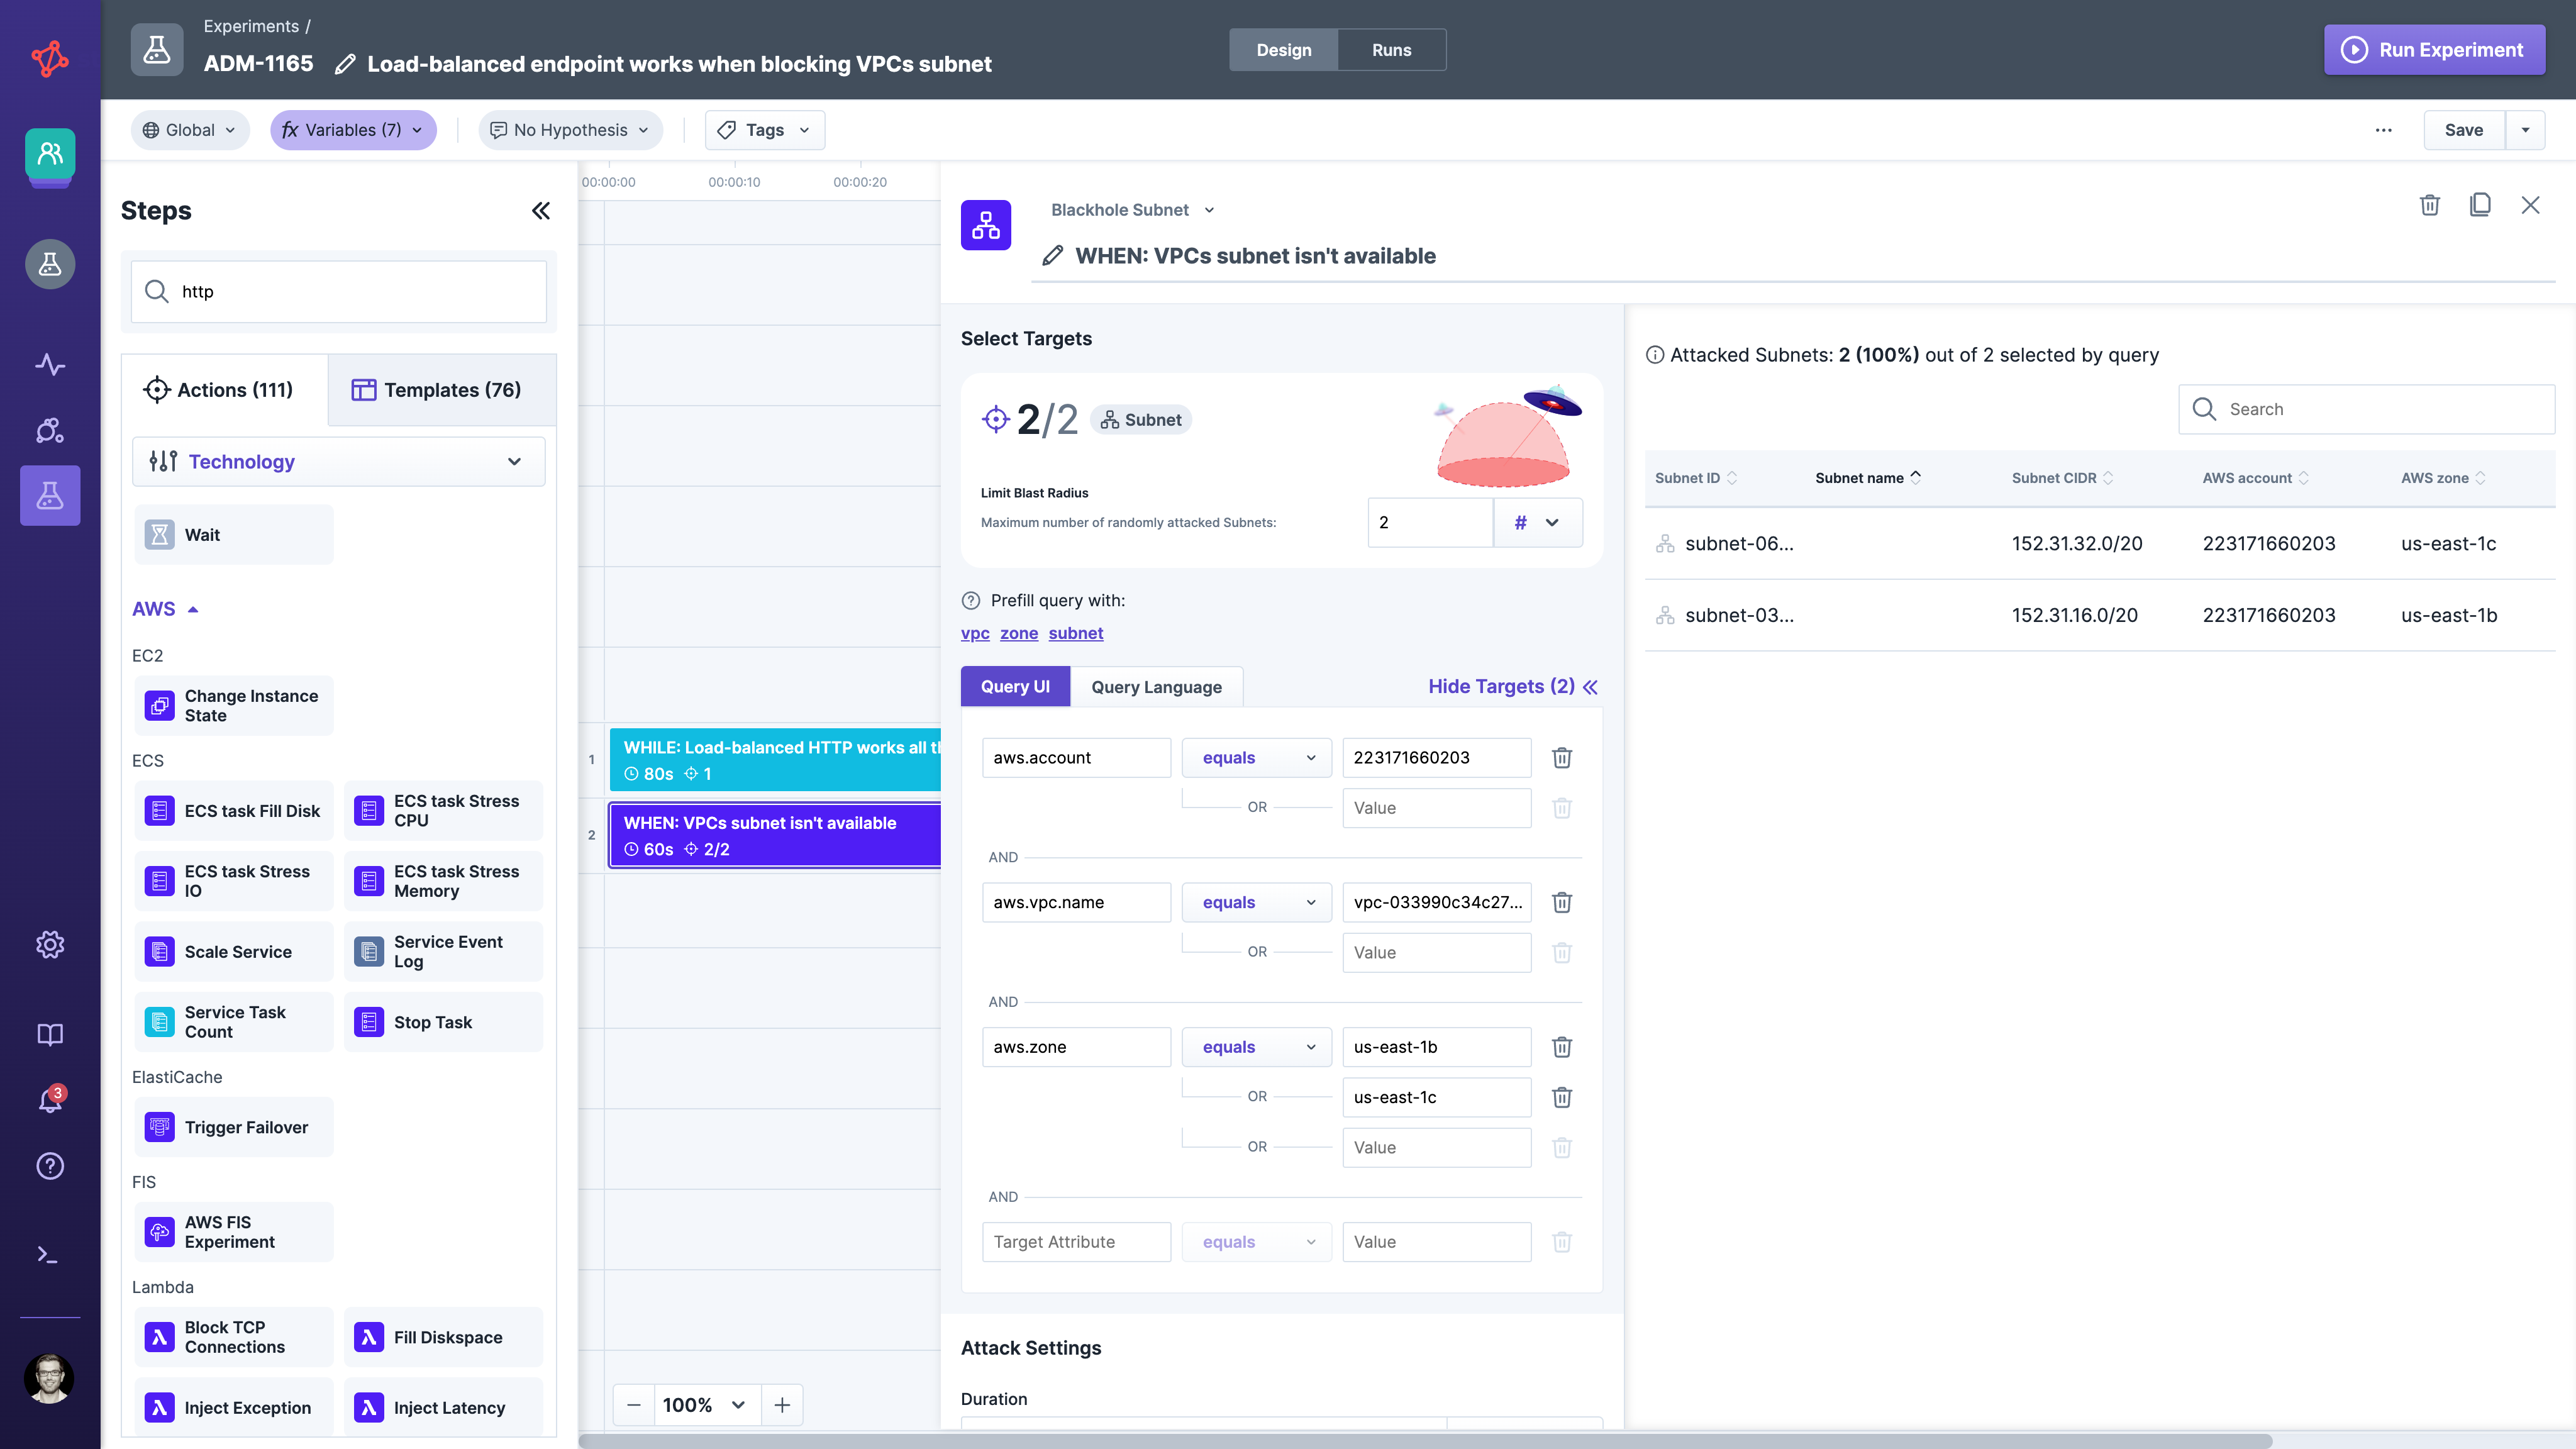 Experiments /
ADM-1165
Load-balanced endpoint works when blocking VPCs subnet
Design
Runs
Run Experiment
Global
fx Variables (7)
No Hypothesis
Tags
...
Save
Steps
http
Actions (111)
Templates (76)
Technology
Wait
AWS
EC2
Change Instance
State
ECS
ECS task Fill Disk
ECS task Stress
CPU
ECS task Stress
IO
ECS task Stress
Memory
Scale Service
Service Event
Log
Service Task
Count
Stop Task
ElastiCache
Trigger Failover
FIS
AWS FIS
Experiment
Lambda
Block TCP
Connections
Fill Diskspace
Inject Exception
Inject Latency
3
00:00:00
00:00:10
00:00:20
1
WHILE: Load-balanced HTTP works all
80s
1
2
WHEN: VPCs subnet isn't available
60s
2/2
100%
Blackhole Subnet
WHEN: VPCs subnet isn't available
Select Targets
2/2
Subnet
Limit Blast Radius
Maximum number of randomly attacked Subnets:
2
#
Prefill query with:
vpc zone subnet
Query UI
Query Language
Hide Targets (2)
aws.account
equals
223171660203
OR
Value
AND
aws.vpc.name
equals
vpc-033990c34c27...
OR
Value
AND
aws.zone
equals
us-east-1b
OR
us-east-1c
OR
Value
AND
Target Attribute
equals
Value
Attack Settings
Duration
Attacked Subnets: 2 (100%) out of 2 selected by query
Search
Subnet ID
Subnet name
Subnet CIDR
AWS account
AWS zone
subnet-06...
152.31.32.0/20
223171660203
us-east-1c
subnet-03...
152.31.16.0/20
223171660203
us-east-1b